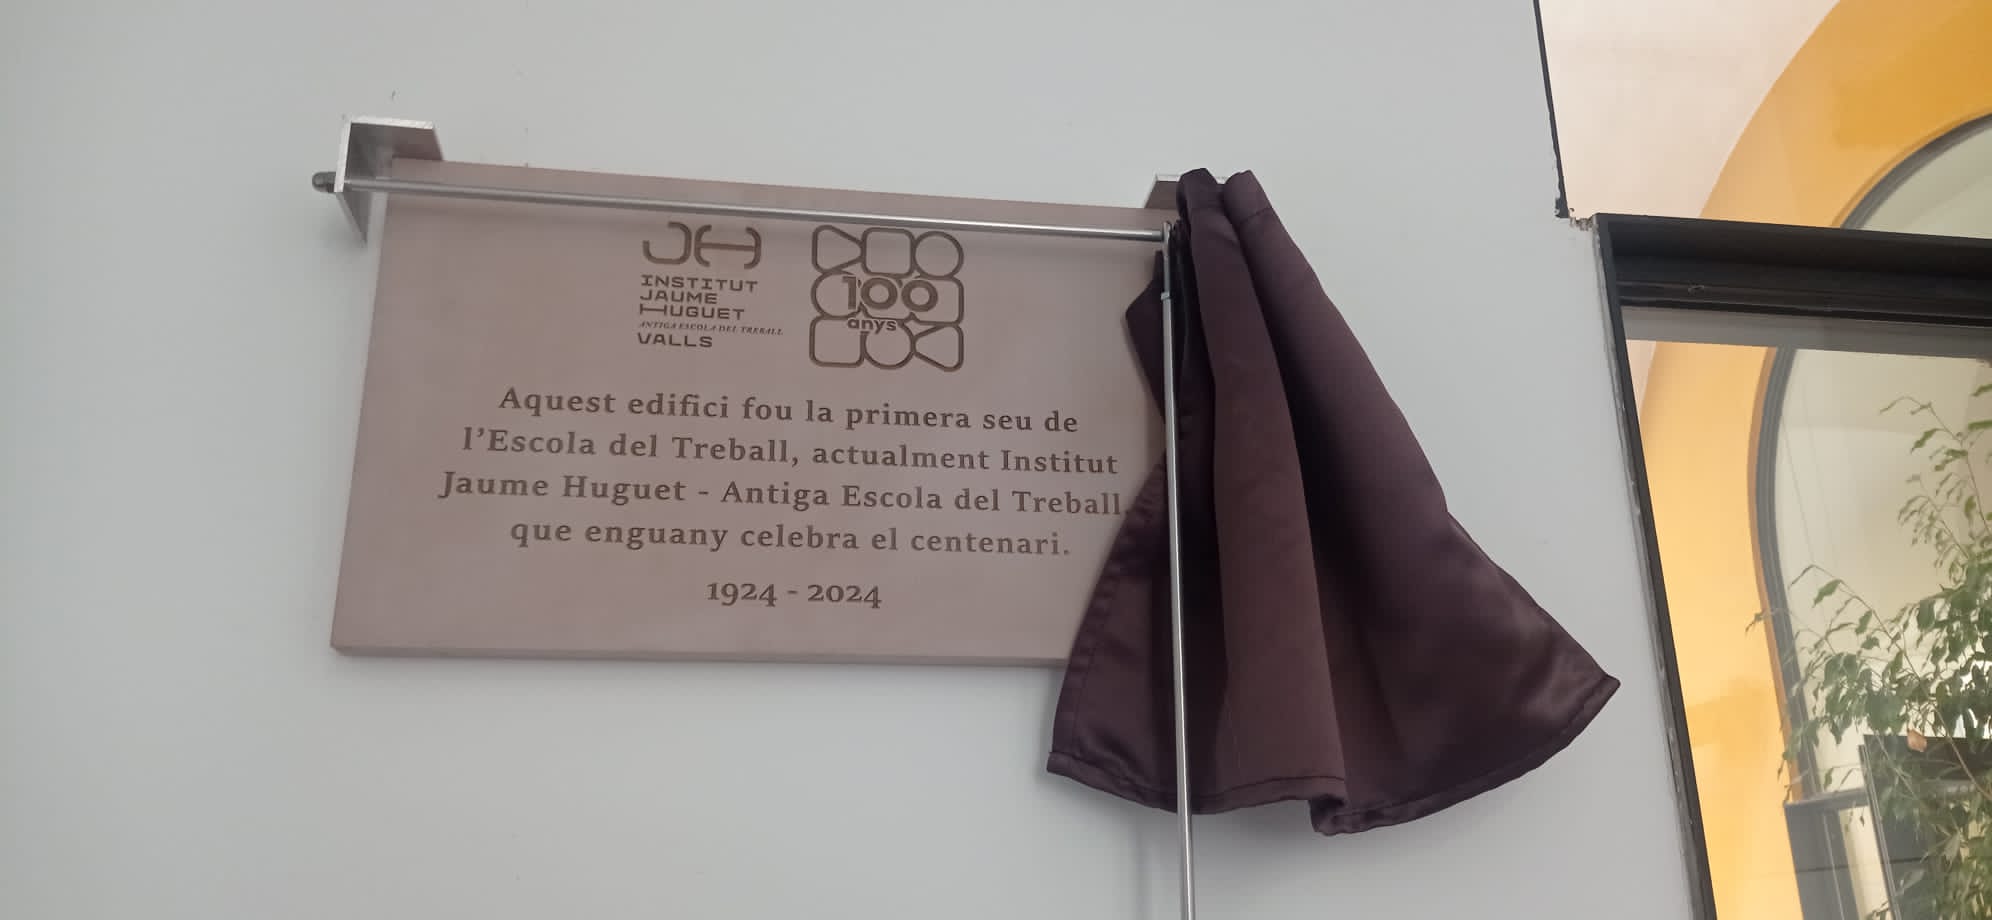 JH
INSTITUT
JAUME
HUGUET
ANTIGA ESCOLA DEL TREBALL
VALLS
100
anys
Aquest edifici fou la primera seu de
l’Escola del Treball, actualment Institut
Jaume Huguet - Antiga Escola del Treball,
que enguany celebra el centenari.
1924 - 2024